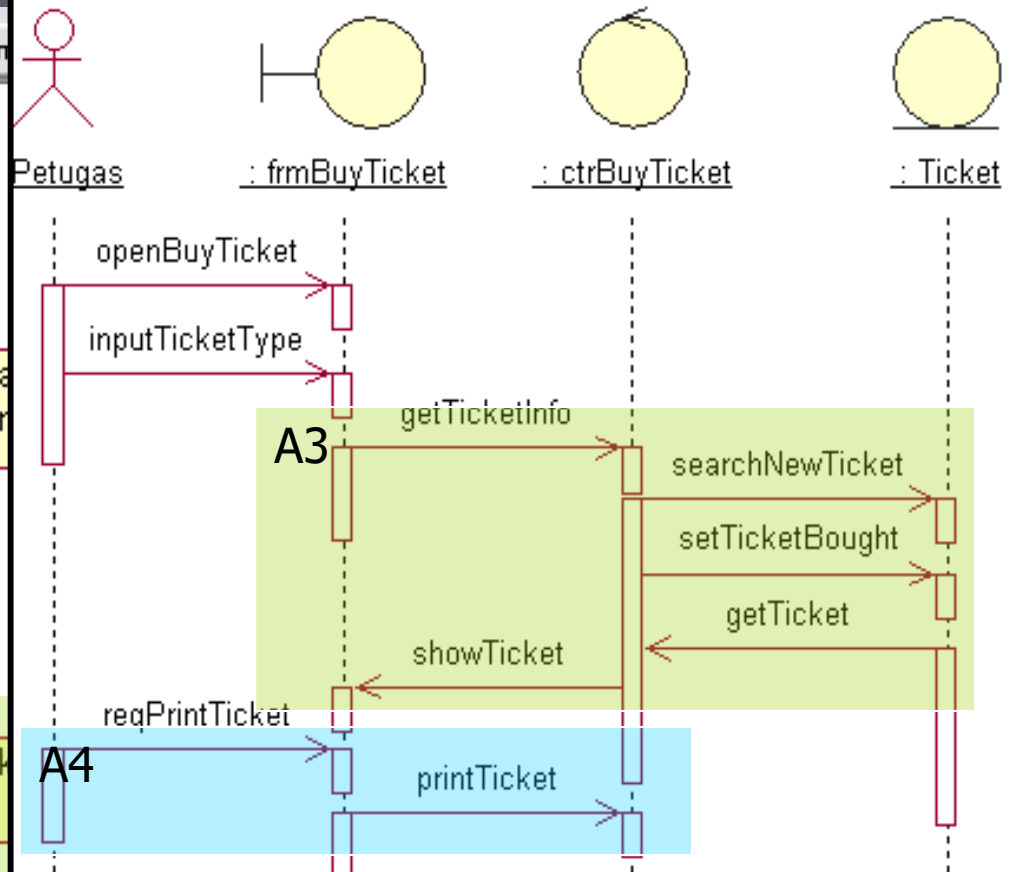 Petugas
: frmBuyTicket
: ctrBuyTicket
: Ticket
openBuyTicket
inputTicketType
getTicketInfo
A3
searchNewTicket
setTicketBought
getTicket
showTicket
reqPrintTicket
A4
printTicket